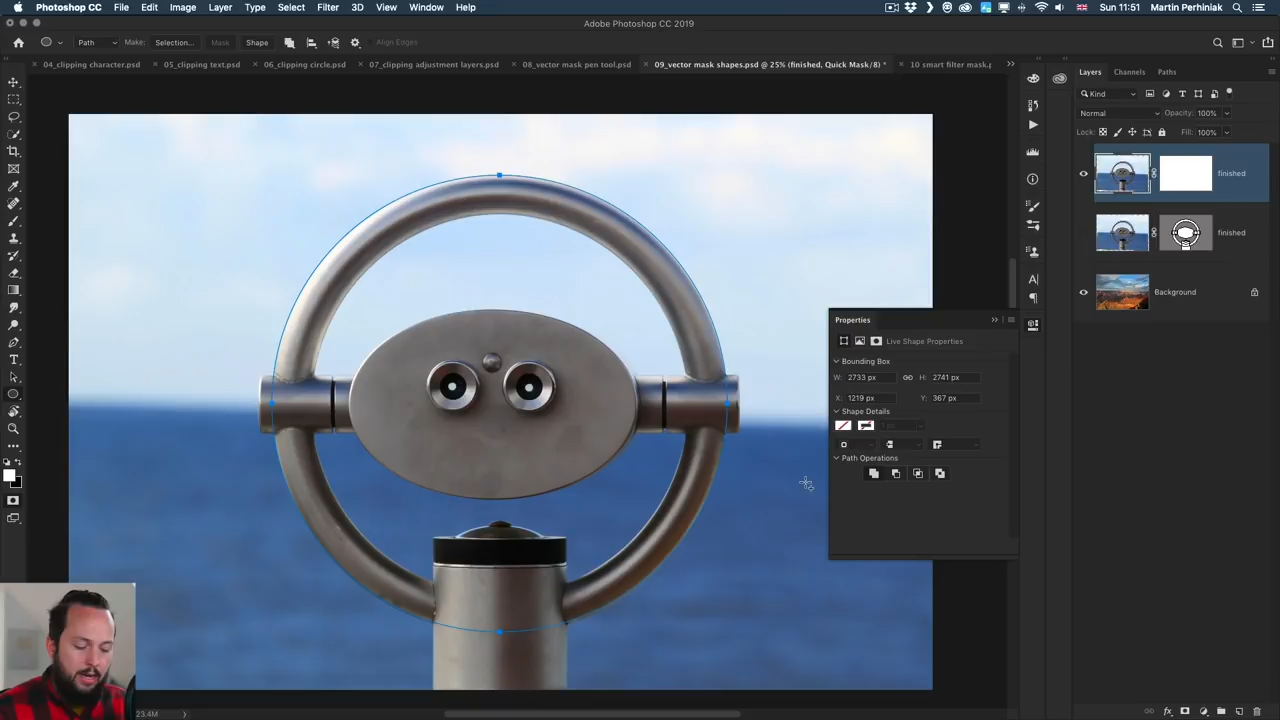 Photoshop CC File Edit Image Layer Type Select Filter 3D View Window Help Sun 11:51 Martin Perhiniak
Adobe Photoshop CC 2019
Path Make: Selection... Mask Shape Align Edges
04_clipping character.psd 05_clipping text.psd 06_clipping circle.psd 07_clipping adjustment layers.psd 08_vector mask pen tool.psd 09_vector mask shapes.psd @ 25% (finished, Quick Mask/8) * 10 smart filter mask.p
Layers Channels Paths
Kind
Normal Opacity: 100%
Lock: Fill: 100%
finished
finished
Background
Properties
Live Shape Properties
Bounding Box
W: 2733 px H: 2741 px
X: 1219 px Y: 367 px
Shape Details
1 px
Path Operations
23.4M